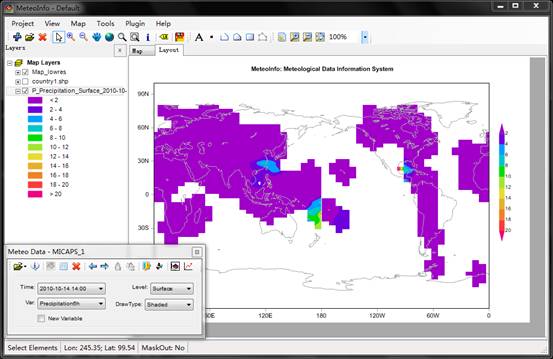 MeteoInfo - Default
Project View Map Tools Plugin Help
100%
Layers x
Map Layout
Map Layers
Map_lowres
country1.shp
P_Precipitation_Surface_2010-10-
< 2
2 - 4
4 - 6
6 - 8
8 - 10
10 - 12
12 - 14
14 - 16
16 - 18
18 - 20
> 20
MeteoInfo: Meteological Data Information System
90N
60N
30N
0
30S
60E 120E 180 120W 60W 0
2
4
6
8
10
12
14
16
18
20
Meteo Data - MICAPS_1
Time: 2010-10-14 14:00 Level: Surface
Var: Precipitation6h DrawType: Shaded
New Variable
Select Elements Lon: 245.35; Lat: 99.54 MaskOut: No